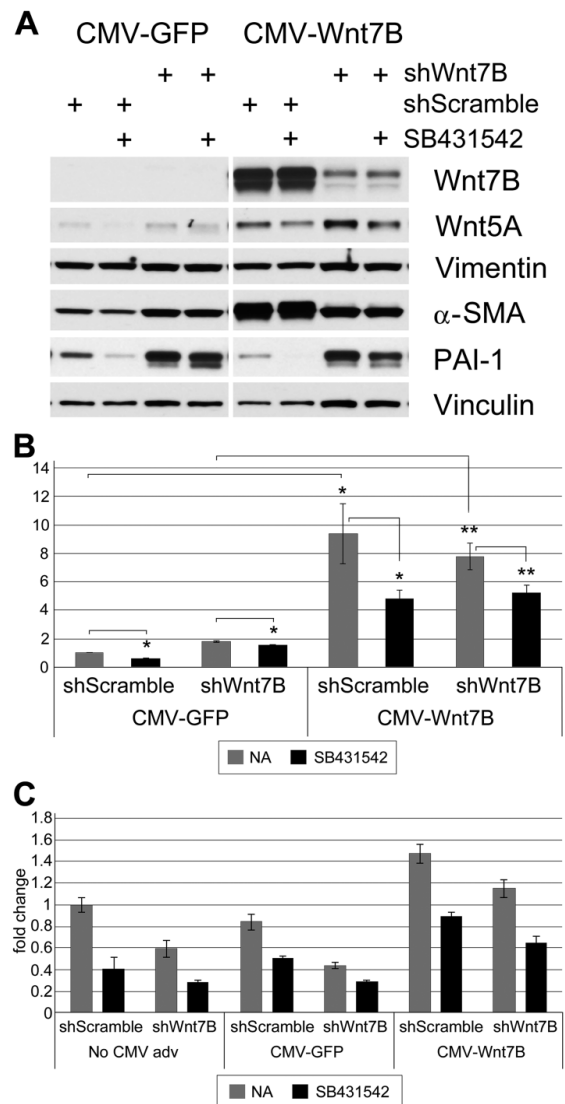 A
CMV-GFP CMV-Wnt7B
+ + + + shWnt7B
+ + + + shScramble
+ + + + SB431542
Wnt7B
Wnt5A
Vimentin
α-SMA
PAI-1
Vinculin
B
14
12
10
8
6
4
2
0
* * * * ** **
shScramble shWnt7B shScramble shWnt7B
CMV-GFP CMV-Wnt7B
NA SB431542
C
fold change
1.8
1.6
1.4
1.2
1
0.8
0.6
0.4
0.2
0
shScramble shWnt7B shScramble shWnt7B shScramble shWnt7B
No CMV adv CMV-GFP CMV-Wnt7B
NA SB431542